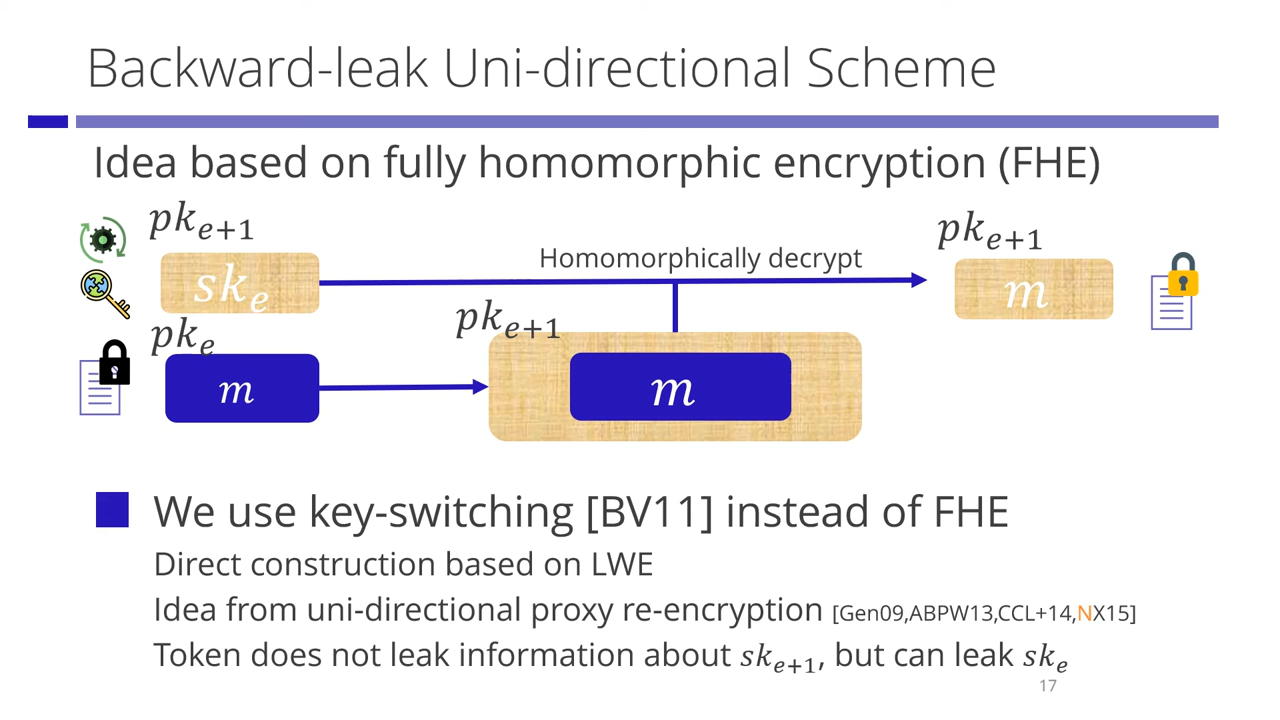 Backward-leak Uni-directional Scheme
Idea based on fully homomorphic encryption (FHE)
pk_{e+1}
sk_e
Homomorphically decrypt
pk_{e+1}
m
pk_e
m
pk_{e+1}
m
We use key-switching [BV11] instead of FHE
Direct construction based on LWE
Idea from uni-directional proxy re-encryption [Gen09,ABPW13,CCL+14,NX15]
Token does not leak information about sk_{e+1}, but can leak sk_e
17